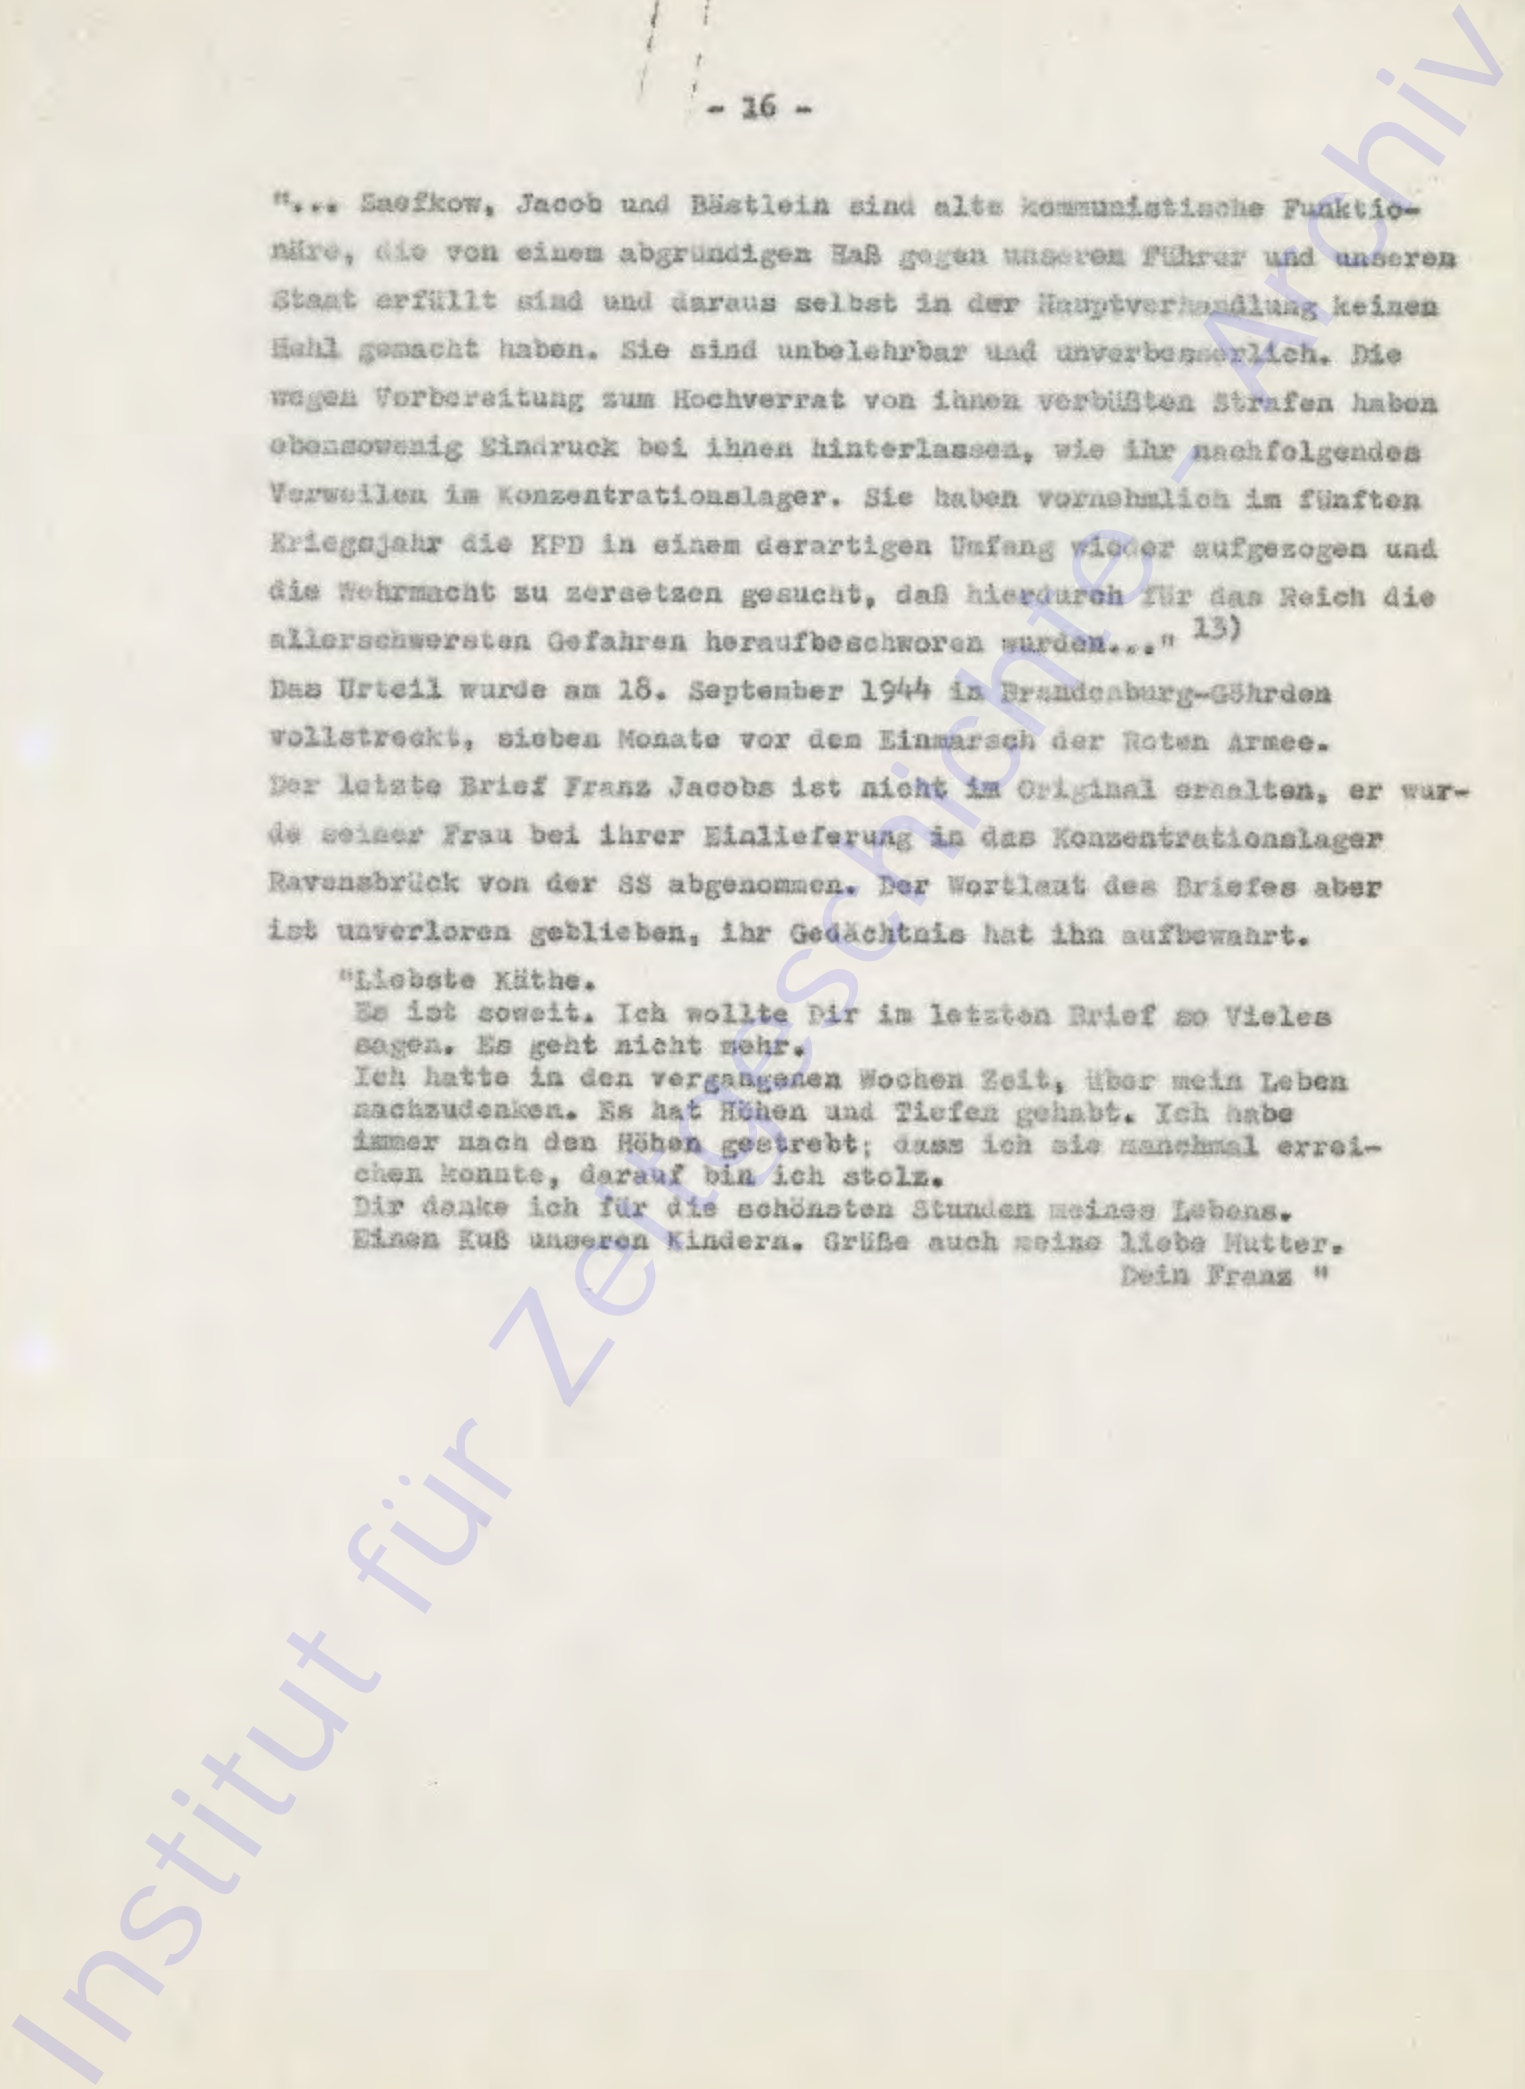 - 16 -
"... Saefkow, Jacob und Bästlein sind alte kommunistische Funktio-
näre, die von einem abgründigen Haß gegen unseren Führer und unseren
Staat erfüllt sind und daraus selbst in der Hauptverhandlung keinen
Hehl gemacht haben. Sie sind unbelehrbar und unverbesserlich. Die
wegen Vorbereitung zum Hochverrat von ihnen verbüßten Strafen haben
ebensowenig Eindruck bei ihnen hinterlassen, wie ihr nachfolgendes
Verweilen im Konzentrationslager. Sie haben vornehmlich im fünften
Kriegsjahr die KPD in einem derartigen Umfang wieder aufgezogen und
die Wehrmacht zu zersetzen gesucht, daß hierdurch für das Reich die
allerschwersten Gefahren heraufbeschworen wurden..." 13)
Das Urteil wurde am 18. September 1944 in Brandenburg-Göhrden
vollstreckt, sieben Monate vor dem Einmarsch der Roten Armee.
Der letzte Brief Franz Jacobs ist nicht im Original erhalten, er wur-
de seiner Frau bei ihrer Einlieferung in das Konzentrationslager
Ravensbrück von der SS abgenommen. Der Wortlaut des Briefes aber
ist unverloren geblieben, ihr Gedächtnis hat ihn aufbewahrt.
"Liebste Käthe.
Es ist soweit. Ich wollte Dir im letzten Brief so Vieles
sagen. Es geht nicht mehr.
Ich hatte in den vergangenen Wochen Zeit, über mein Leben
nachzudenken. Es hat Höhen und Tiefen gehabt. Ich habe
immer nach den Höhen gestrebt; dass ich sie manchmal errei-
chen konnte, darauf bin ich stolz.
Dir danke ich für die schönsten Stunden meines Lebens.
Einen Kuß unseren Kindern. Grüße auch meine liebe Mutter.
Dein Franz "
Institut für Zeitgeschichte - Archiv